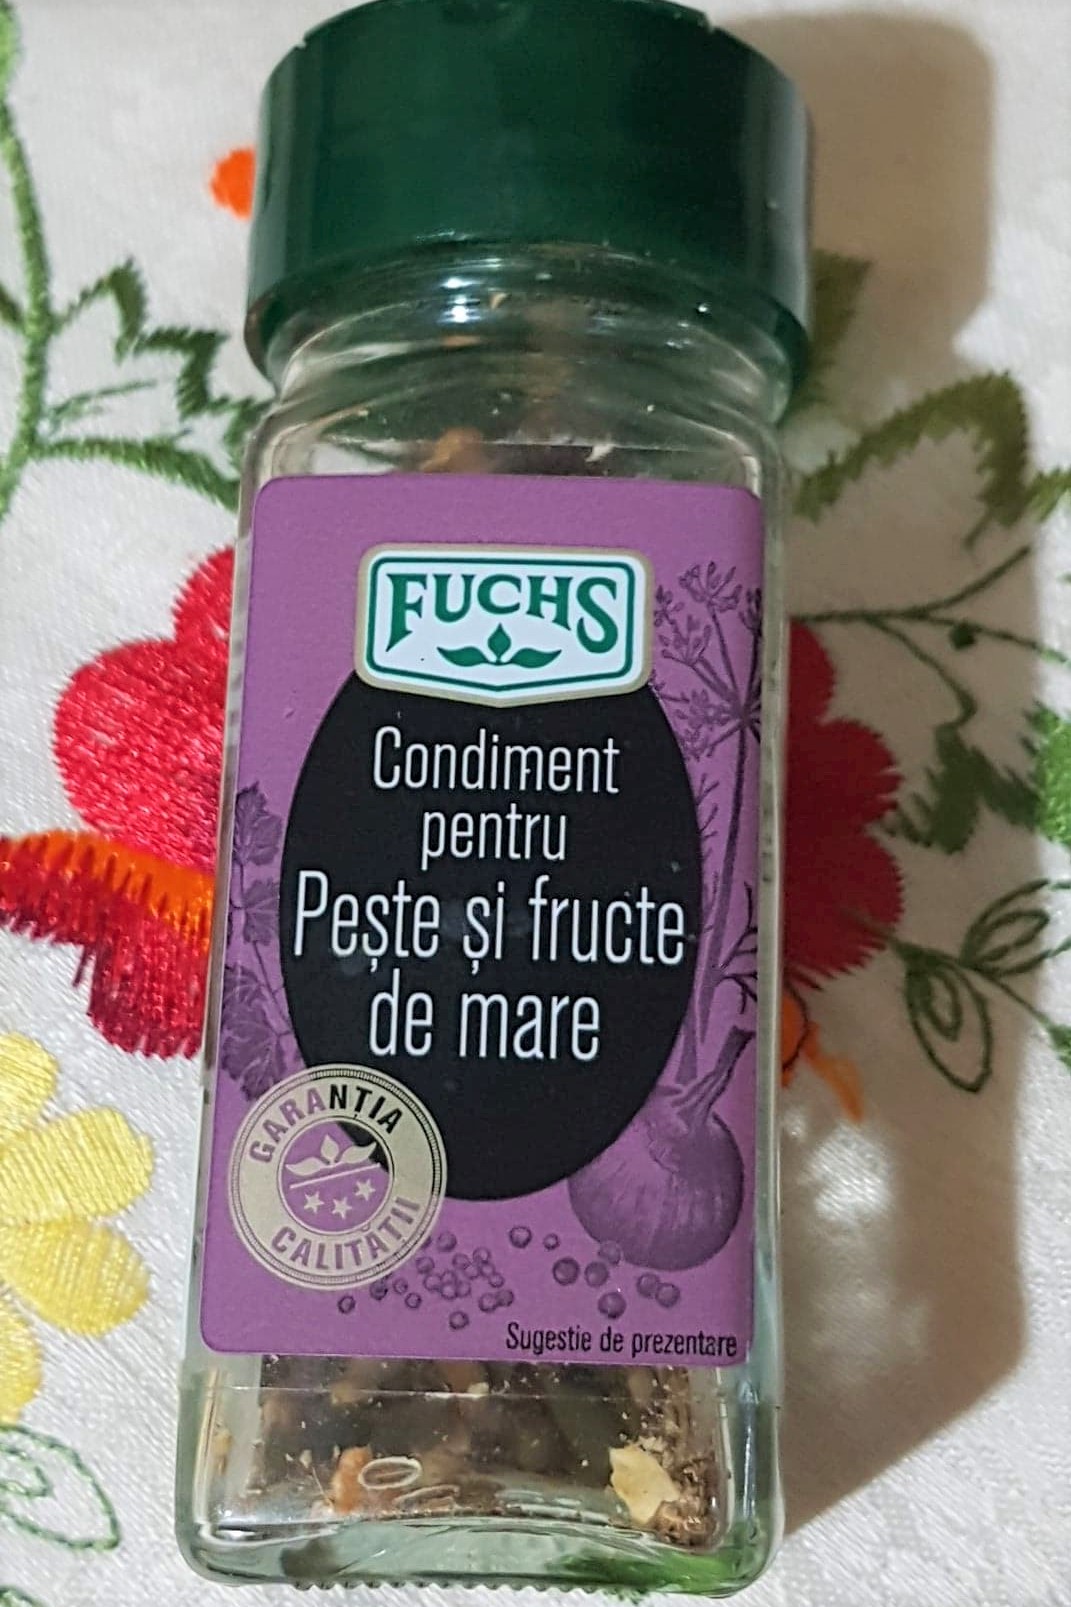 FUCHS
Condiment
pentru
Pește și fructe
de mare
GARANȚIA
CALITĂȚII
Sugestie de prezentare